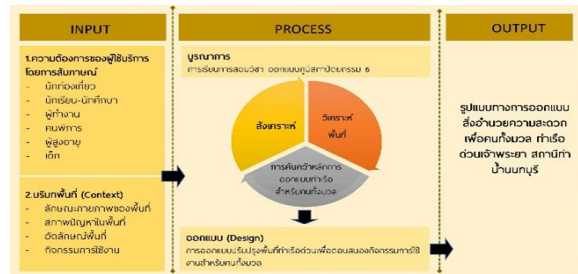 INPUT
1.ความต้องการของผู้ใช้บริการ
โดยการสัมภาษณ์
- นักท่องเที่ยว
- นักเรียน-นักศึกษา
- ผู้ทำงาน
- คนพิการ
- ผู้สูงอายุ
- เด็ก
2.บริบทพื้นที่ (Context)
- ลักษณะกายภาพของพื้นที่
- สภาพปัญหาในพื้นที่
- อัตลักษณ์พื้นที่
- กิจกรรมการใช้งาน
PROCESS
บูรณาการ
การเรียนการสอนวิชา ออกแบบภูมิสถาปัตยกรรม 6
สังเคราะห์
วิเคราะห์
พื้นที่
การค้นคว้าหลักการ
ออกแบบท่าเรือ
สำหรับคนทั้งมวล
ออกแบบ (Design)
การออกแบบปรับปรุงพื้นที่ท่าเรือด่วนเพื่อตอบสนองกิจกรรมการใช้
งานสำหรับคนทั้งมวล
OUTPUT
รูปแบบทางการออกแบบ
สิ่งอำนวยความสะดวก
เพื่อคนทั้งมวล ท่าเรือ
ด่วนเจ้าพระยา สถานีท่า
น้ำนนทบุรี